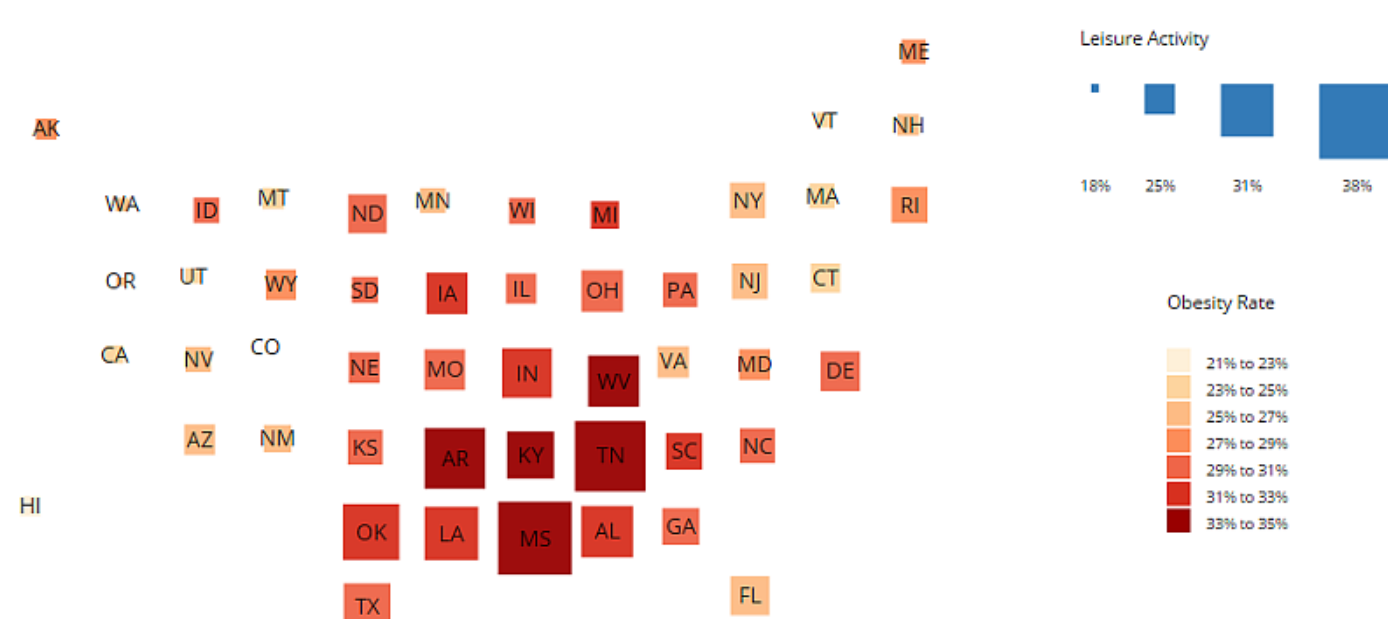 Leisure Activity
18% 25% 31% 38%
ME
AK VT NH
WA ID MT ND MN WI MI NY MA RI
OR UT WY SD IA IL OH PA NJ CT
CA NV CO NE MO IN WV VA MD DE
AZ NM KS AR KY TN SC NC
HI OK LA MS AL GA
TX FL
Obesity Rate
21% to 23%
23% to 25%
25% to 27%
27% to 29%
29% to 31%
31% to 33%
33% to 35%